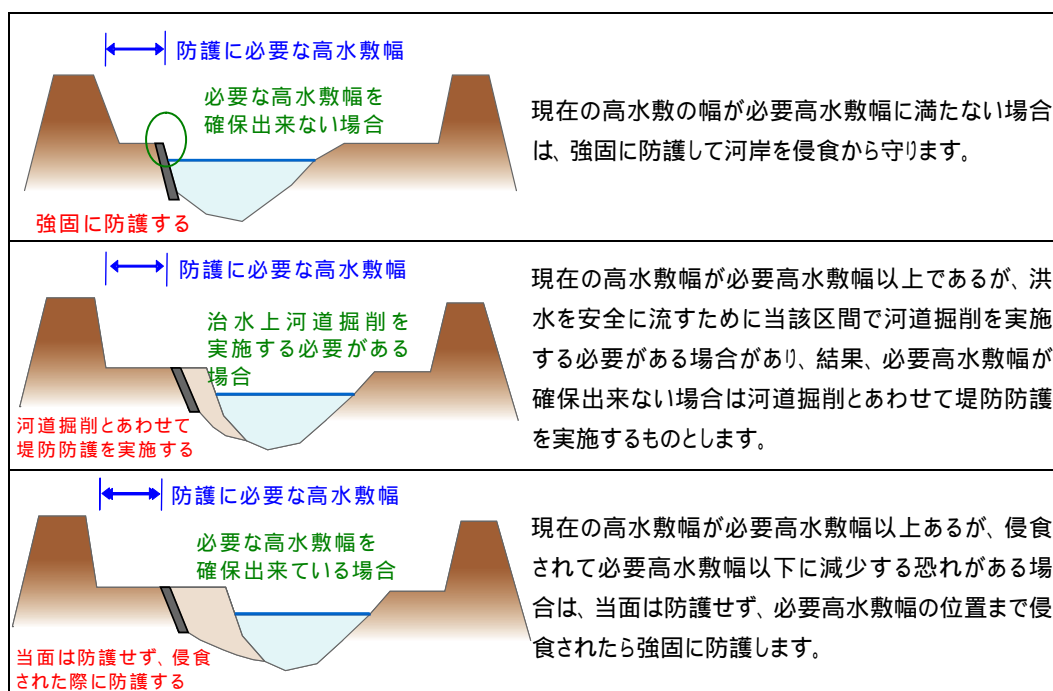 防護に必要な高水敷幅
必要な高水敷幅を
確保出来ない場合
強固に防護する
現在の高水敷の幅が必要高水敷幅に満たない場合
は、強固に防護して河岸を侵食から守ります。
防護に必要な高水敷幅
治水上河道掘削を
実施する必要がある
場合
河道掘削とあわせて
堤防防護を実施する
現在の高水敷幅が必要高水敷幅以上であるが、洪
水を安全に流すために当該区間で河道掘削を実施
する必要がある場合があり、結果、必要高水敷幅が
確保出来ない場合は河道掘削とあわせて堤防防護
を実施するものとします。
防護に必要な高水敷幅
必要な高水敷幅を
確保出来ている場合
当面は防護せず、侵食
された際に防護する
現在の高水敷幅が必要高水敷幅以上あるが、侵食
されて必要高水敷幅以下に減少する恐れがある場
合は、当面は防護せず、必要高水敷幅の位置まで侵
食されたら強固に防護します。